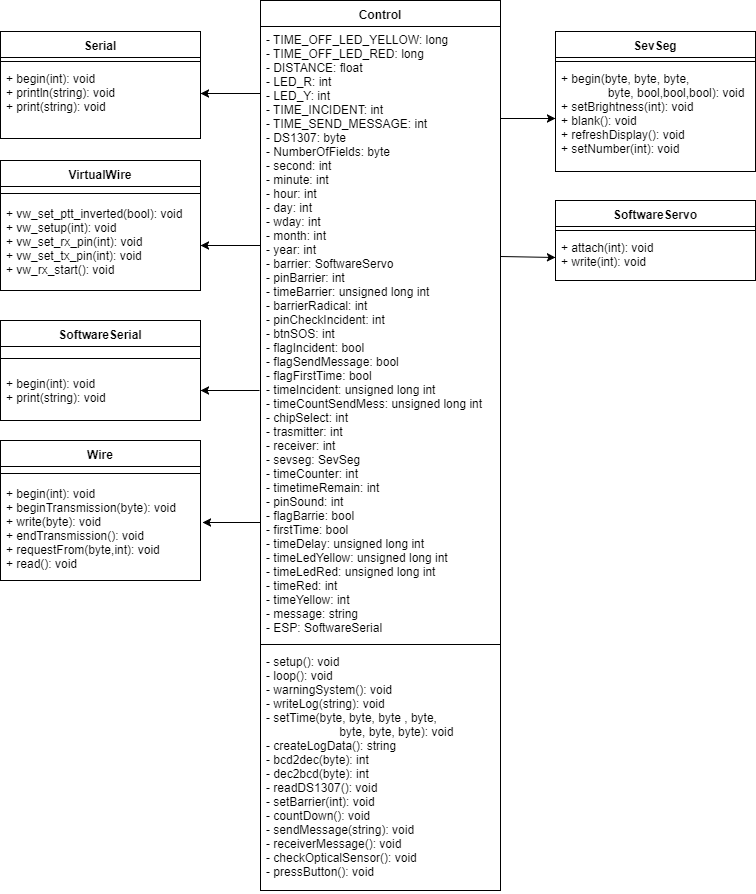 Serial
+ begin(int): void
+ println(string): void
+ print(string): void
VirtualWire
+ vw_set_ptt_inverted(bool): void
+ vw_setup(int): void
+ vw_set_rx_pin(int): void
+ vw_set_tx_pin(int): void
+ vw_rx_start(): void
SoftwareSerial
+ begin(int): void
+ print(string): void
Wire
+ begin(int): void
+ beginTransmission(byte): void
+ write(byte): void
+ endTransmission(): void
+ requestFrom(byte,int): void
+ read(): void
Control
- TIME_OFF_LED_YELLOW: long
- TIME_OFF_LED_RED: long
- DISTANCE: float
- LED_R: int
- LED_Y: int
- TIME_INCIDENT: int
- TIME_SEND_MESSAGE: int
- DS1307: byte
- NumberOfFields: byte
- second: int
- minute: int
- hour: int
- day: int
- wday: int
- month: int
- year: int
- barrier: SoftwareServo
- pinBarrier: int
- timeBarrier: unsigned long int
- barrierRadical: int
- pinCheckIncident: int
- btnSOS: int
- flagIncident: bool
- flagSendMessage: bool
- flagFirstTime: bool
- timeIncident: unsigned long int
- timeCountSendMess: unsigned long int
- chipSelect: int
- trasmitter: int
- receiver: int
- sevseg: SevSeg
- timeCounter: int
- timetimeRemain: int
- pinSound: int
- flagBarrie: bool
- firstTime: bool
- timeDelay: unsigned long int
- timeLedYellow: unsigned long int
- timeLedRed: unsigned long int
- timeRed: int
- timeYellow: int
- message: string
- ESP: SoftwareSerial
- setup(): void
- loop(): void
- warningSystem(): void
- writeLog(string): void
- setTime(byte, byte, byte , byte,
byte, byte, byte): void
- createLogData(): string
- bcd2dec(byte): int
- dec2bcd(byte): int
- readDS1307(): void
- setBarrier(int): void
- countDown(): void
- sendMessage(string): void
- receiverMessage(): void
- checkOpticalSensor(): void
- pressButton(): void
SevSeg
+ begin(byte, byte, byte,
byte, bool,bool,bool): void
+ setBrightness(int): void
+ blank(): void
+ refreshDisplay(): void
+ setNumber(int): void
SoftwareServo
+ attach(int): void
+ write(int): void